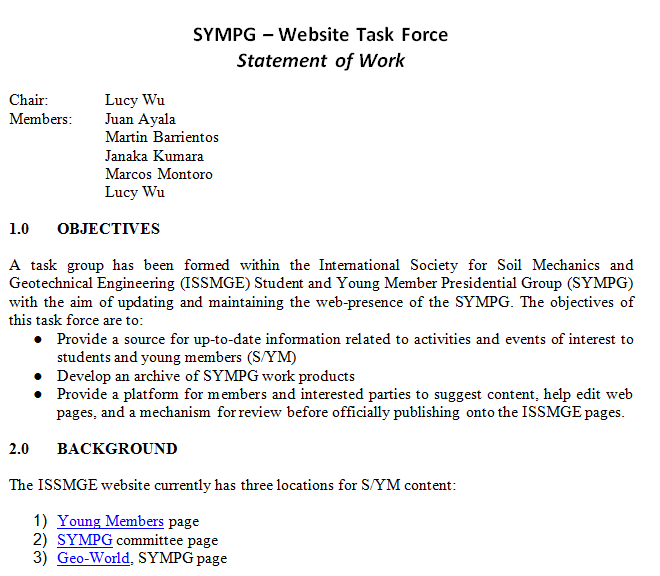 SYMPG – Website Task Force
Statement of Work
Chair: Lucy Wu
Members: Juan Ayala
Martin Barrientos
Janaka Kumara
Marcos Montoro
Lucy Wu
1.0 OBJECTIVES
A task group has been formed within the International Society for Soil Mechanics and
Geotechnical Engineering (ISSMGE) Student and Young Member Presidential Group (SYMPG)
with the aim of updating and maintaining the web-presence of the SYMPG. The objectives of
this task force are to:
● Provide a source for up-to-date information related to activities and events of interest to
students and young members (S/YM)
● Develop an archive of SYMPG work products
● Provide a platform for members and interested parties to suggest content, help edit web
pages, and a mechanism for review before officially publishing onto the ISSMGE pages.
2.0 BACKGROUND
The ISSMGE website currently has three locations for S/YM content:
1) Young Members page
2) SYMPG committee page
3) Geo-World, SYMPG page